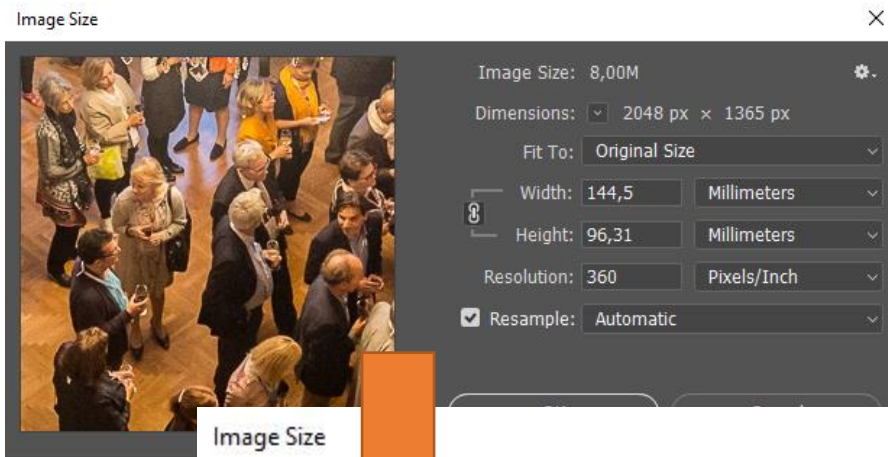 Image Size
Image Size: 8,00M
Dimensions: 2048 px × 1365 px
Fit To: Original Size
Width: 144,5 Millimeters
Height: 96,31 Millimeters
Resolution: 360 Pixels/Inch
Resample: Automatic
Image Size